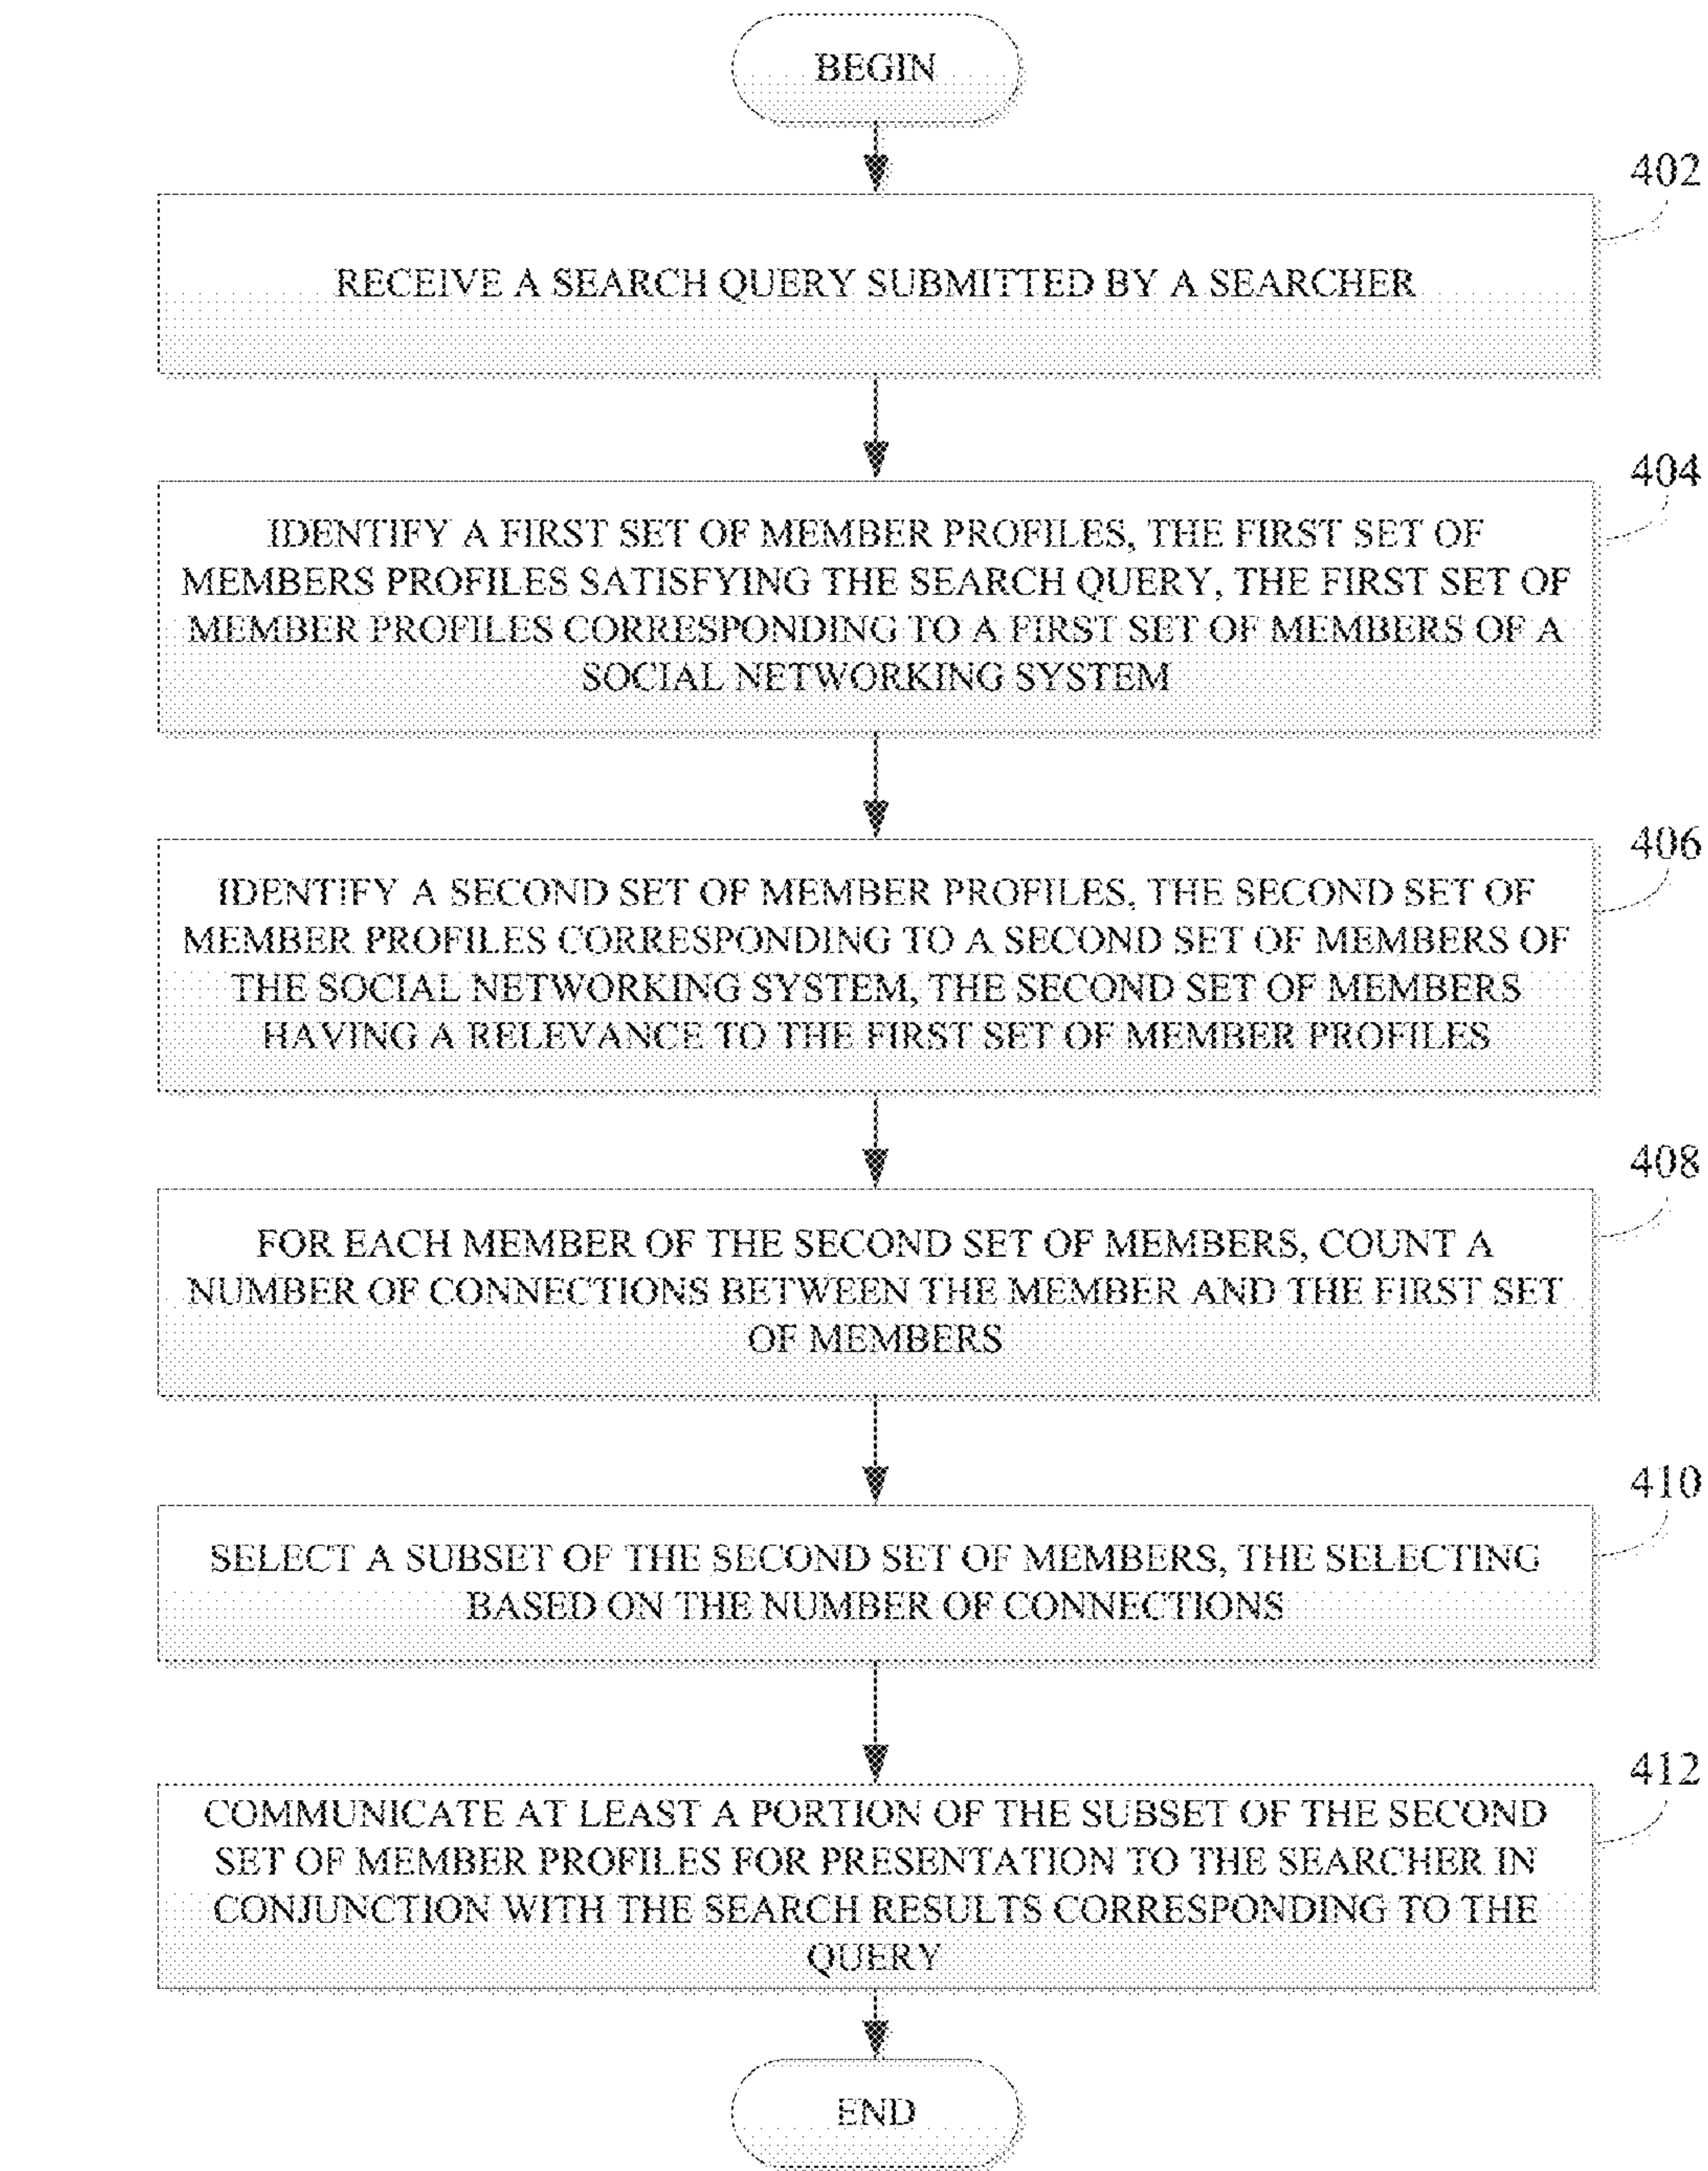 BEGIN
402
RECEIVE A SEARCH QUERY SUBMITTED BY A SEARCHER
404
IDENTIFY A FIRST SET OF MEMBER PROFILES, THE FIRST SET OF
MEMBERS PROFILES SATISFYING THE SEARCH QUERY, THE FIRST SET OF
MEMBER PROFILES CORRESPONDING TO A FIRST SET OF MEMBERS OF A
SOCIAL NETWORKING SYSTEM
406
IDENTIFY A SECOND SET OF MEMBER PROFILES, THE SECOND SET OF
MEMBER PROFILES CORRESPONDING TO A SECOND SET OF MEMBERS OF
THE SOCIAL NETWORKING SYSTEM, THE SECOND SET OF MEMBERS
HAVING A RELEVANCE TO THE FIRST SET OF MEMBER PROFILES
408
FOR EACH MEMBER OF THE SECOND SET OF MEMBERS, COUNT A
NUMBER OF CONNECTIONS BETWEEN THE MEMBER AND THE FIRST SET
OF MEMBERS
410
SELECT A SUBSET OF THE SECOND SET OF MEMBERS, THE SELECTING
BASED ON THE NUMBER OF CONNECTIONS
412
COMMUNICATE AT LEAST A PORTION OF THE SUBSET OF THE SECOND
SET OF MEMBER PROFILES FOR PRESENTATION TO THE SEARCHER IN
CONJUNCTION WITH THE SEARCH RESULTS CORRESPONDING TO THE
QUERY
END